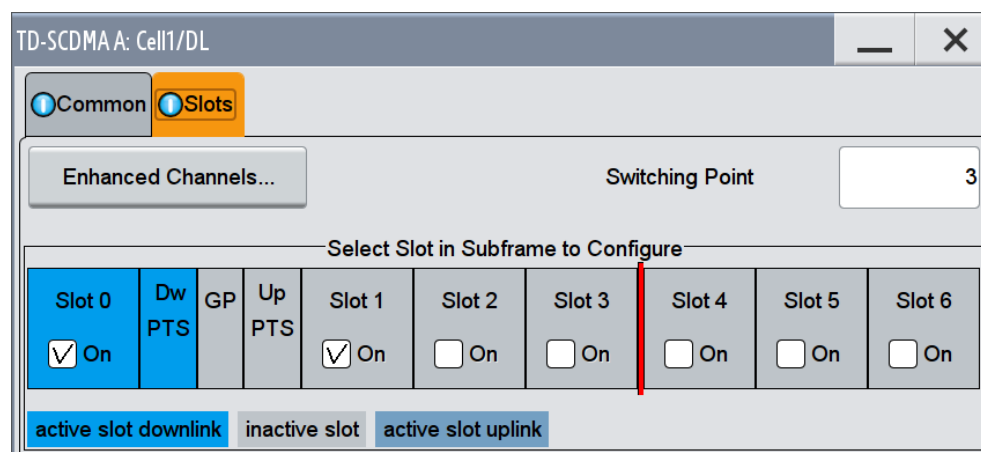 TD-SCDMA A: Cell1/DL
Common Slots
Enhanced Channels... Switching Point 3
Select Slot in Subframe to Configure
Slot 0 Dw PTS GP Up PTS Slot 1 Slot 2 Slot 3 Slot 4 Slot 5 Slot 6
On On On On On On On
active slot downlink inactive slot active slot uplink